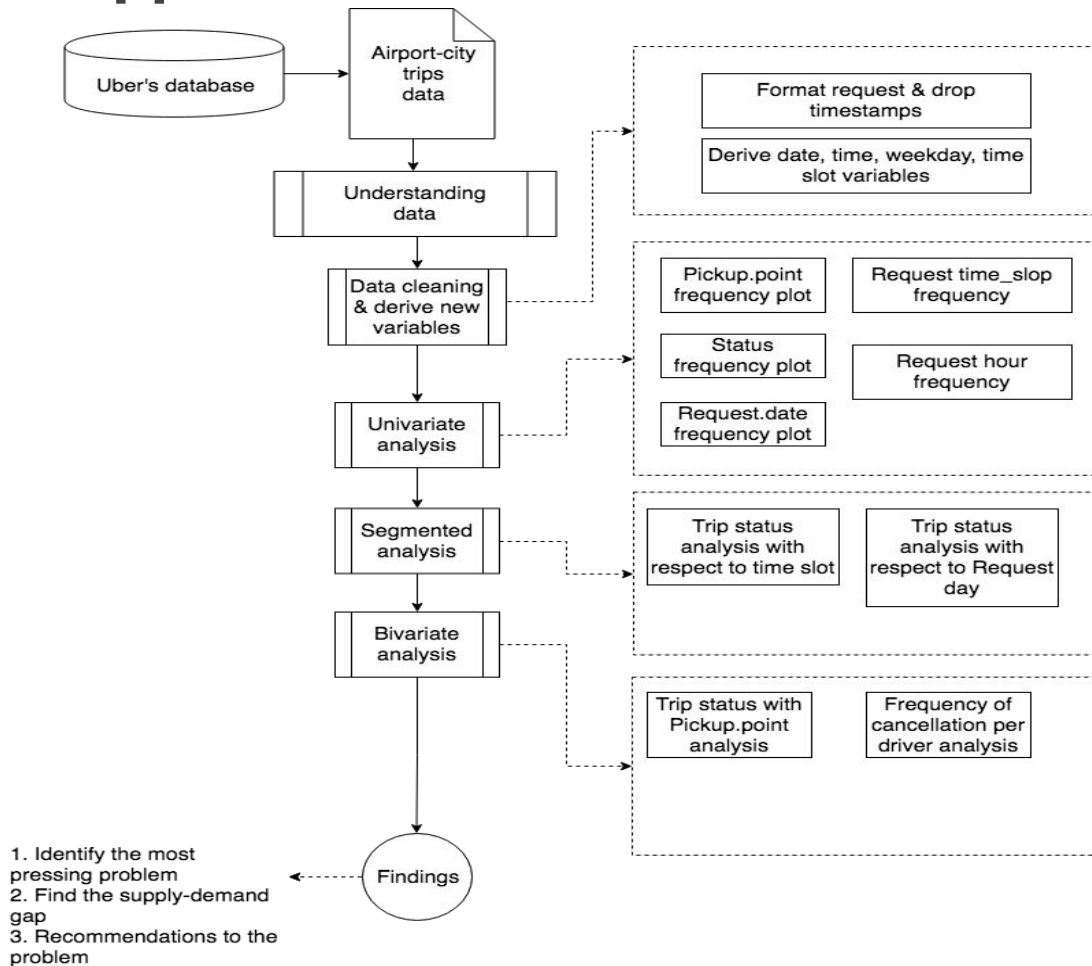 Uber's database
Airport-city
trips
data
Understanding
data
Data cleaning
& derive new
variables
Format request & drop
timestamps
Derive date, time, weekday, time
slot variables
Univariate
analysis
Pickup.point
frequency plot
Request time_slop
frequency
Status
frequency plot
Request hour
frequency
Request.date
frequency plot
Segmented
analysis
Trip status
analysis with
respect to time slot
Trip status
analysis with
respect to Request
day
Bivariate
analysis
Trip status with
Pickup.point
analysis
Frequency of
cancellation per
driver analysis
Findings
1. Identify the most
pressing problem
2. Find the supply-demand
gap
3. Recommendations to the
problem